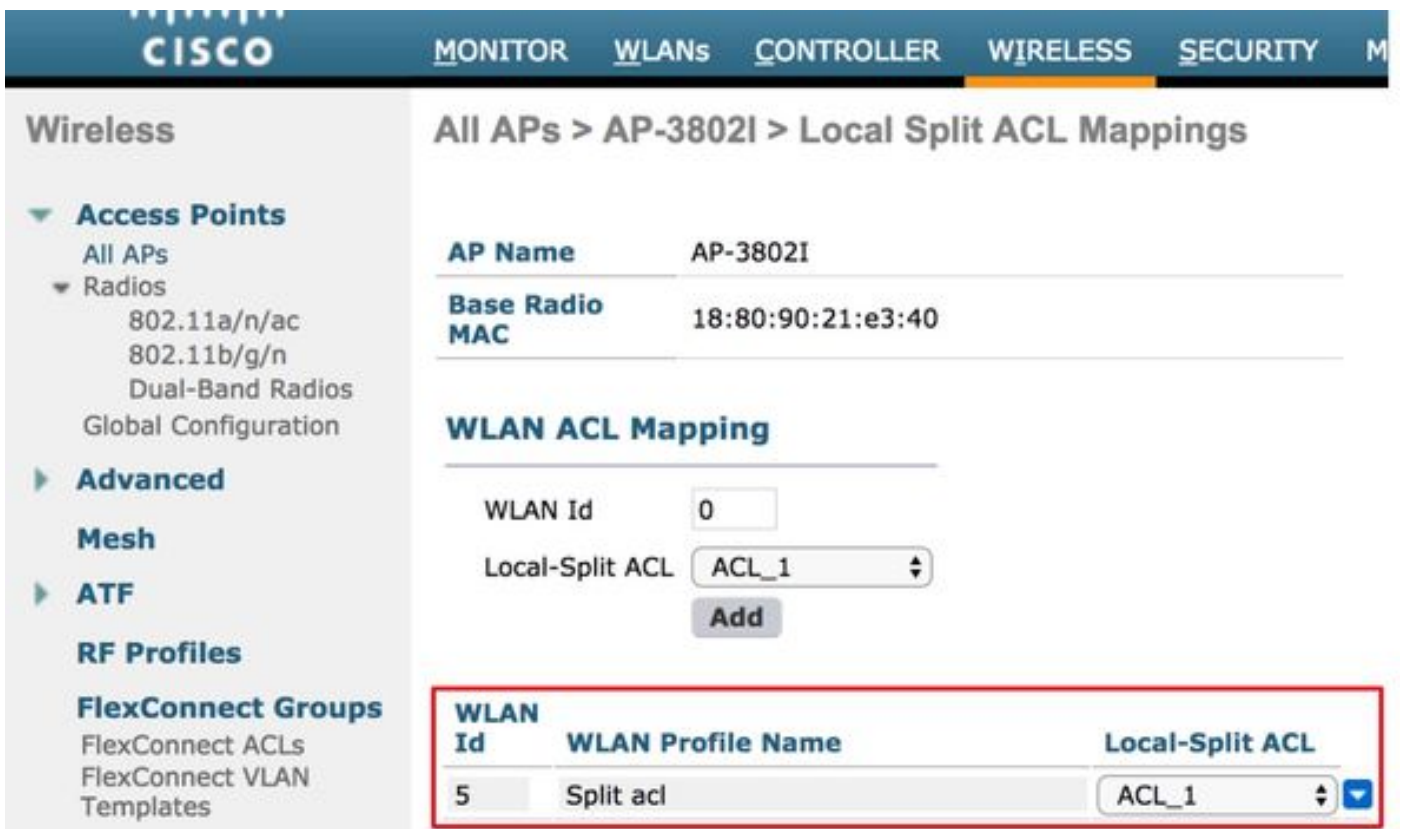 CISCO
MONITOR WLANs CONTROLLER WIRELESS SECURITY M
Wireless
Access Points
All APs
Radios
802.11a/n/ac
802.11b/g/n
Dual-Band Radios
Global Configuration
Advanced
Mesh
ATF
RF Profiles
FlexConnect Groups
FlexConnect ACLs
FlexConnect VLAN
Templates
All APs > AP-3802I > Local Split ACL Mappings
AP Name AP-3802I
Base Radio
MAC 18:80:90:21:e3:40
WLAN ACL Mapping
WLAN Id 0
Local-Split ACL ACL_1
Add
WLAN
Id WLAN Profile Name Local-Split ACL
5 Split acl ACL_1